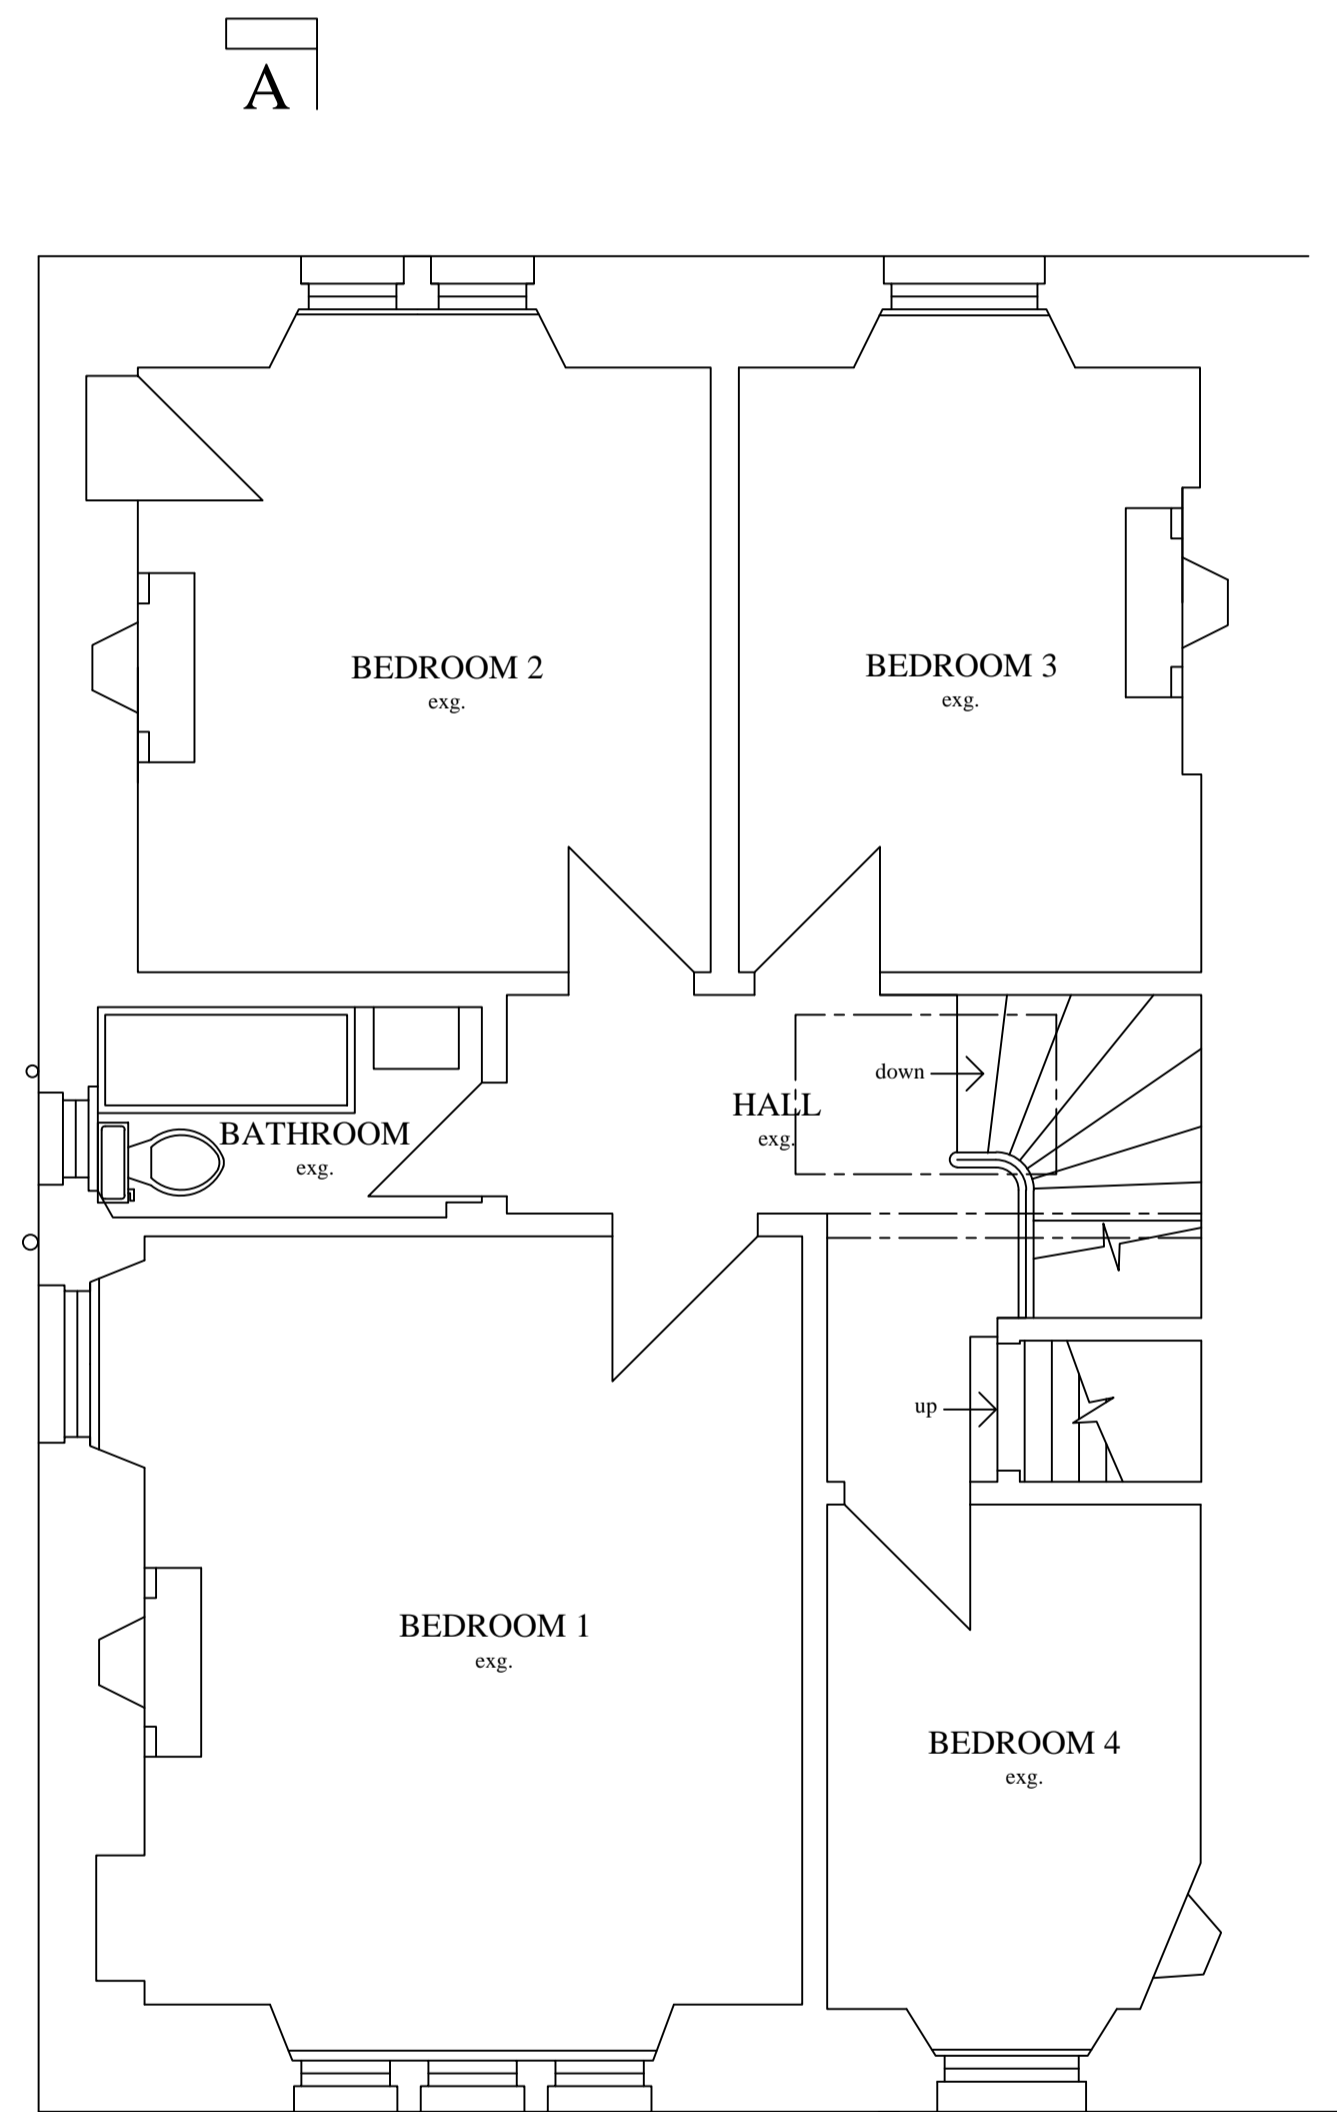 A
BEDROOM 2
exg.
BEDROOM 3
exg.
down
HALL
exg.
BATHROOM
exg.
up
BEDROOM 1
exg.
BEDROOM 4
exg.